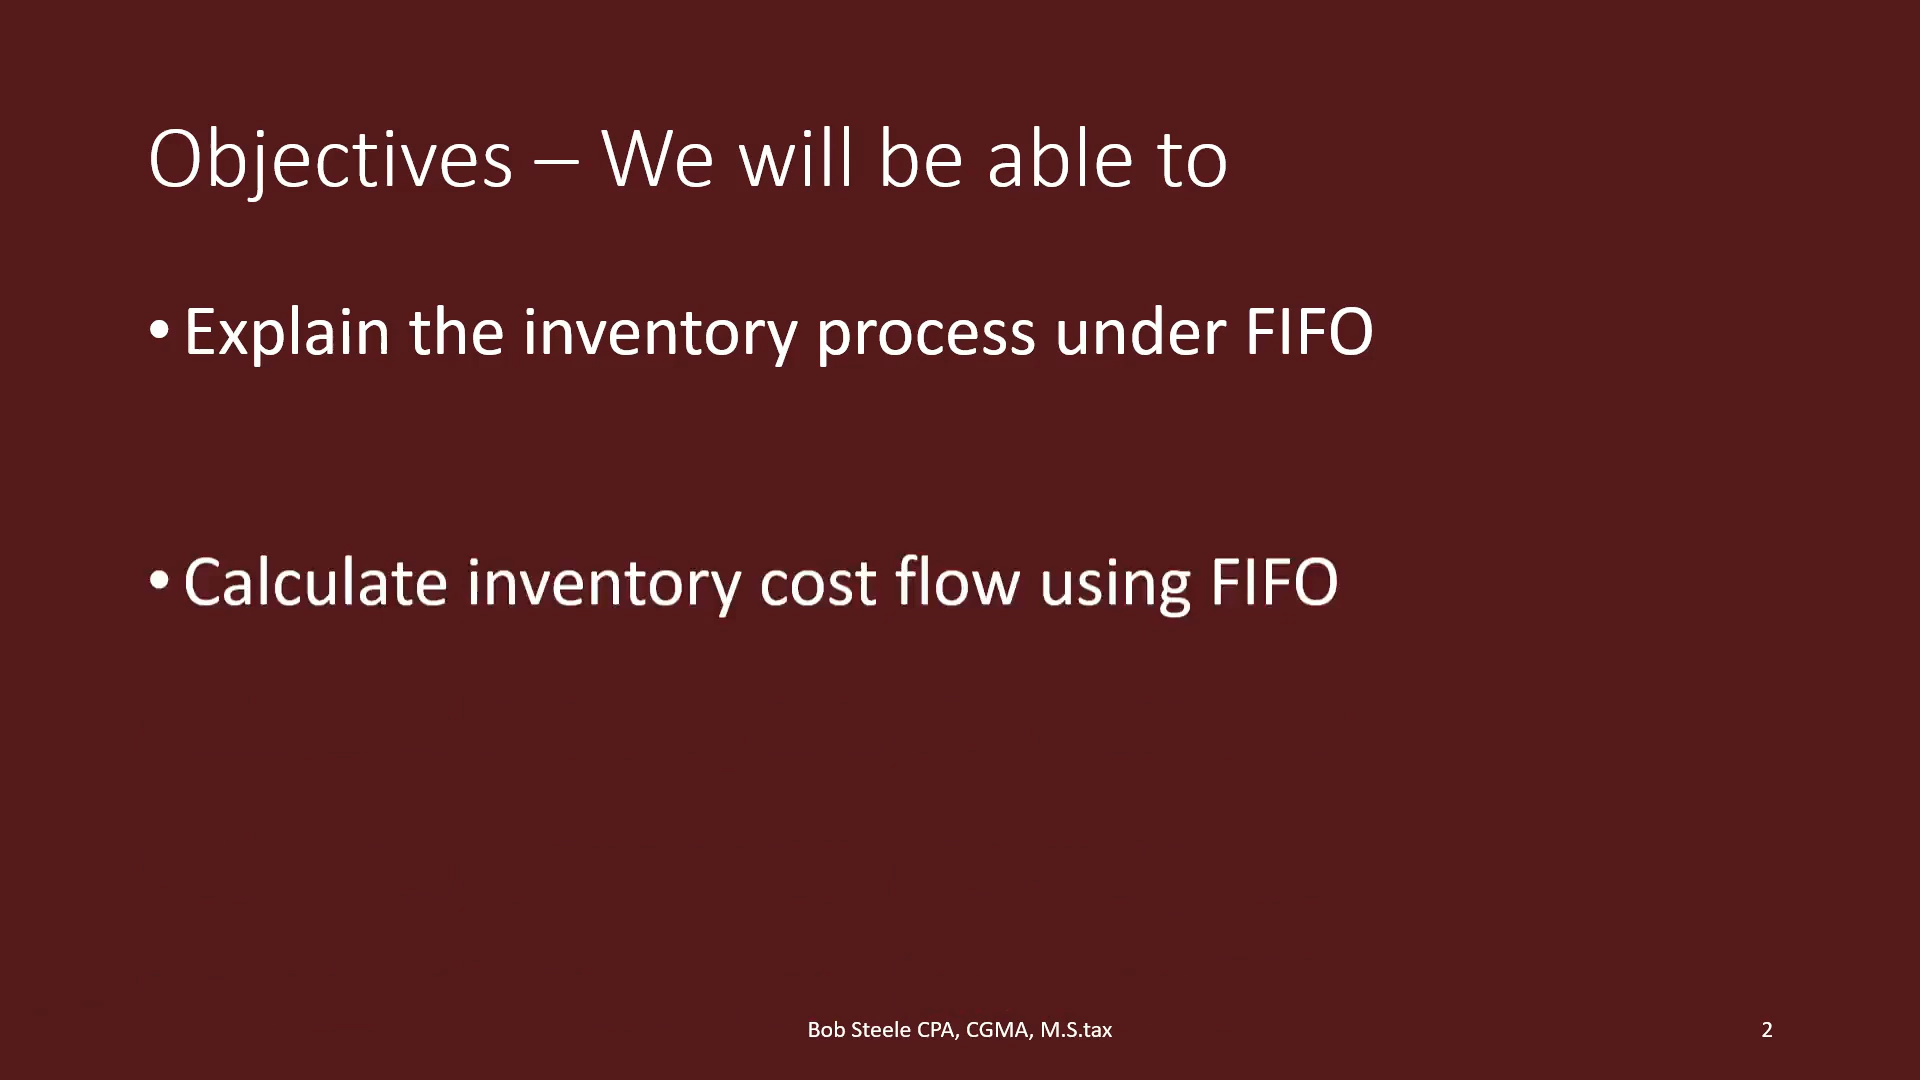 Objectives – We will be able to
• Explain the inventory process under FIFO
• Calculate inventory cost flow using FIFO
Bob Steele CPA, CGMA, M.S.tax
2